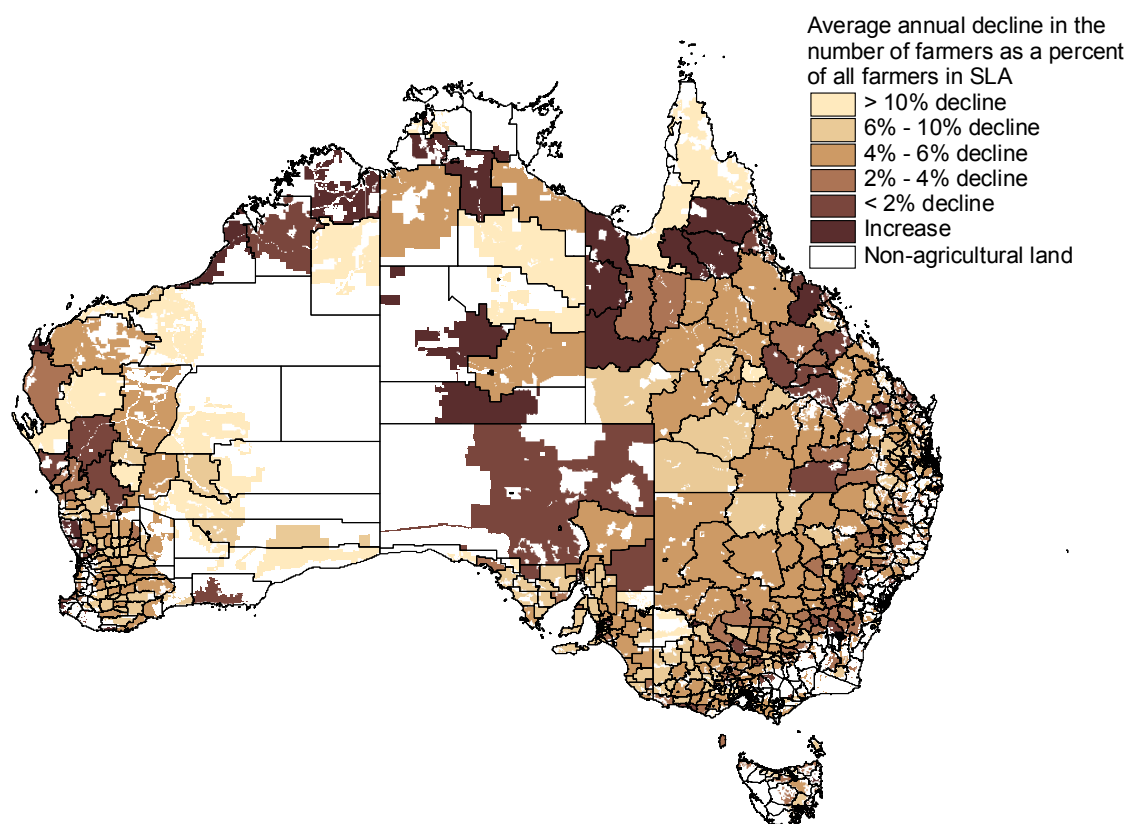 Average annual decline in the
number of farmers as a percent
of all farmers in SLA
> 10% decline
6% - 10% decline
4% - 6% decline
2% - 4% decline
< 2% decline
Increase
Non-agricultural land